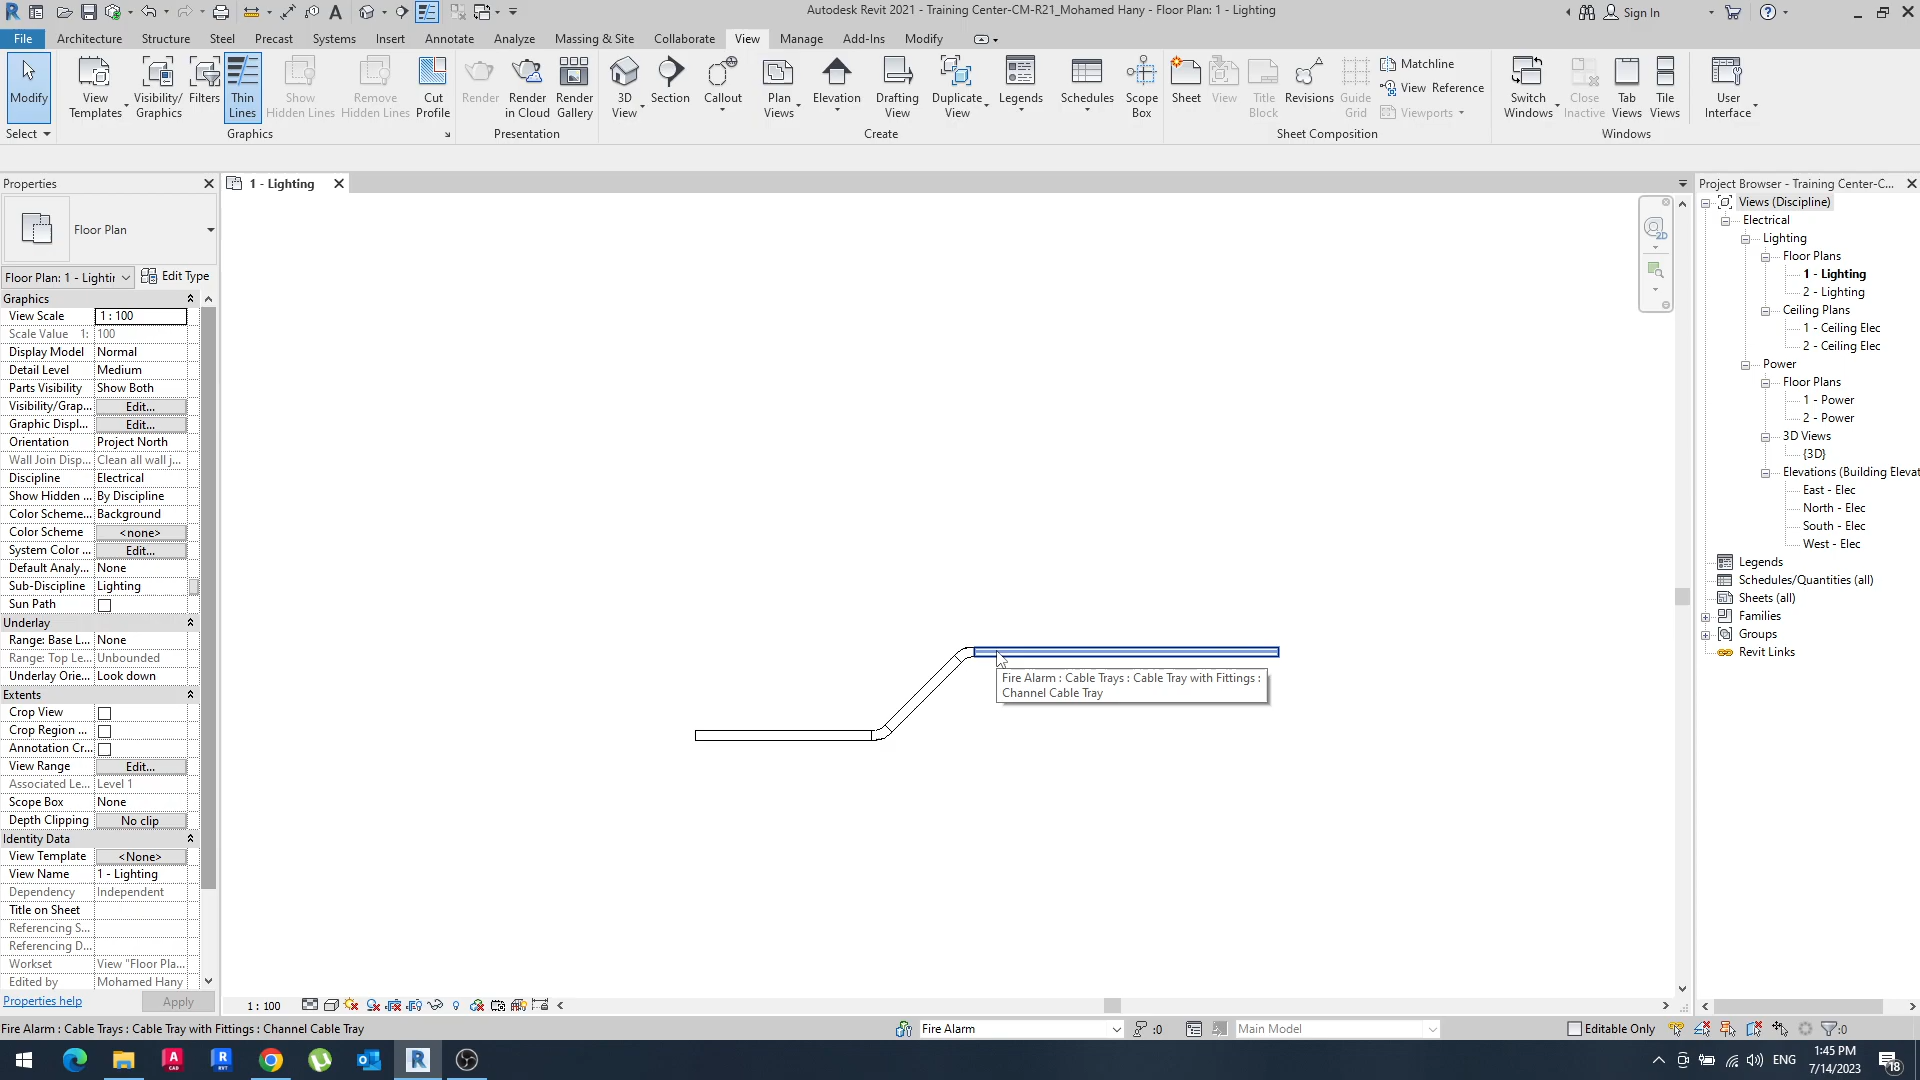 Autodesk Revit 2021 - Training Center-CM-R21_Mohamed Hany - Floor Plan: 1 - Lighting
Sign In
File Architecture Structure Steel Precast Systems Insert Annotate Analyze Massing & Site Collaborate View Manage Add-Ins Modify
Modify
View Templates
Visibility/ Graphics
Filters
Thin Lines
Show Hidden Lines
Remove Hidden Lines
Cut Profile
Render
Render in Cloud
Render Gallery
3D View
Section
Callout
Plan Views
Elevation
Drafting View
Duplicate View
Legends
Schedules
Scope Box
Sheet
View
Title Block
Revisions
Guide Grid
Matchline
View Reference
Viewports
Switch Windows
Close Inactive
Tab Views
Tile Views
User Interface
Select Graphics Presentation Create Sheet Composition Windows
Properties
1 - Lighting
Project Browser - Training Center-C...
Floor Plan
Floor Plan: 1 - Lightir
Edit Type
Graphics
View Scale 1 : 100
Scale Value 1: 100
Display Model Normal
Detail Level Medium
Parts Visibility Show Both
Visibility/Grap... Edit...
Graphic Displ... Edit...
Orientation Project North
Wall Join Disp... Clean all wall j...
Discipline Electrical
Show Hidden ... By Discipline
Color Scheme... Background
Color Scheme <none>
System Color ... Edit...
Default Analy... None
Sub-Discipline Lighting
Sun Path
Underlay
Range: Base L... None
Range: Top Le... Unbounded
Underlay Orie... Look down
Extents
Crop View
Crop Region ...
Annotation Cr...
View Range Edit...
Associated Le... Level 1
Scope Box None
Depth Clipping No clip
Identity Data
View Template <None>
View Name 1 - Lighting
Dependency Independent
Title on Sheet
Referencing S...
Referencing D...
Workset View "Floor Pla...
Edited by Mohamed Hany
Properties help
Apply
2D
Fire Alarm : Cable Trays : Cable Tray with Fittings :
Channel Cable Tray
Views (Discipline)
Electrical
Lighting
Floor Plans
1 - Lighting
2 - Lighting
Ceiling Plans
1 - Ceiling Elec
2 - Ceiling Elec
Power
Floor Plans
1 - Power
2 - Power
3D Views
{3D}
Elevations (Building Elevat
East - Elec
North - Elec
South - Elec
West - Elec
Legends
Schedules/Quantities (all)
Sheets (all)
Families
Groups
Revit Links
1 : 100
Fire Alarm : Cable Trays : Cable Tray with Fittings : Channel Cable Tray
Fire Alarm
:0
Main Model
Editable Only
:0
ENG
1:45 PM
7/14/2023
18